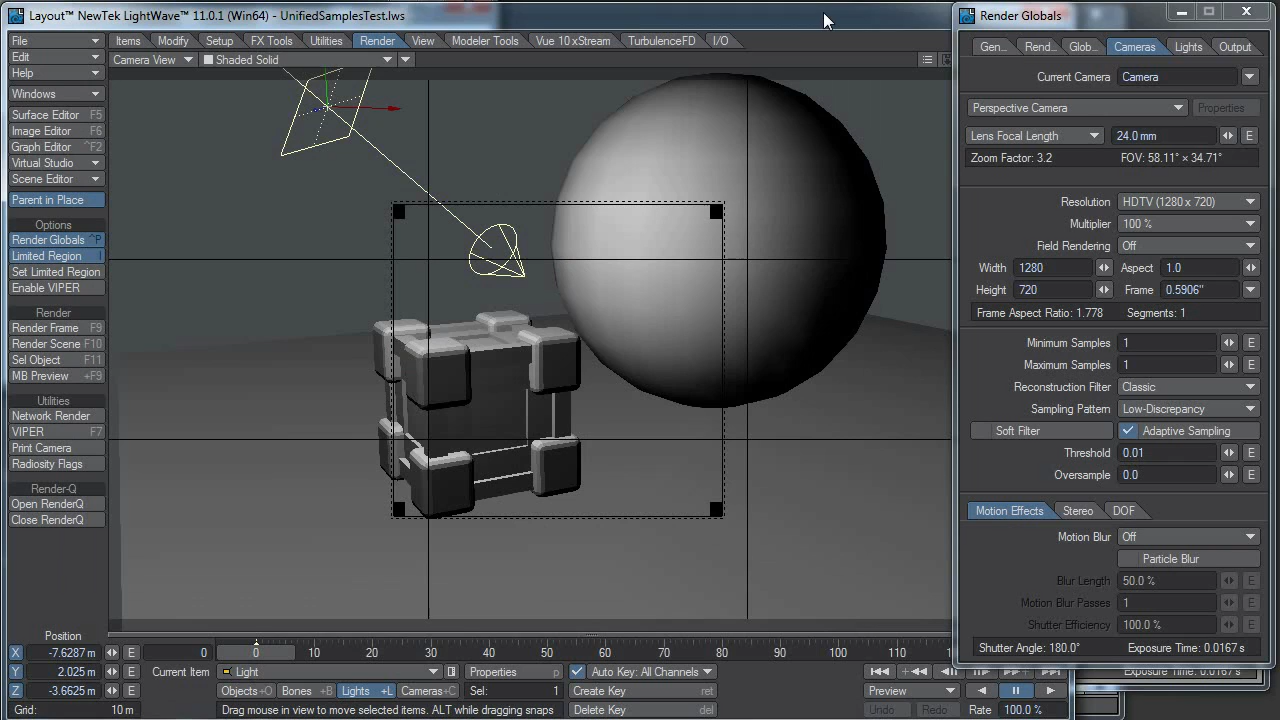 Layout™ NewTek LightWave™ 11.0.1 (Win64) - UnifiedSamplesTest.lws
File
Edit
Help
Windows
Surface Editor F5
Image Editor F6
Graph Editor ^F2
Virtual Studio
Scene Editor
Parent in Place
Options
Render Globals ^P
Limited Region l
Set Limited Region
Enable VIPER
Render
Render Frame F9
Render Scene F10
Sel Object F11
MB Preview +F9
Utilities
Network Render
VIPER F7
Print Camera
Radiosity Flags
Render-Q
Open RenderQ
Close RenderQ
Items Modify Setup FX Tools Utilities Render View Modeler Tools Vue 10 xStream TurbulenceFD I/O
Camera View Shaded Solid
Render Globals
Gen... Rend... Glob... Cameras Lights Output
Current Camera Camera
Perspective Camera Properties
Lens Focal Length 24.0 mm E
Zoom Factor: 3.2 FOV: 58.11° × 34.71°
Resolution HDTV (1280 x 720)
Multiplier 100 %
Field Rendering Off
Width 1280 Aspect 1.0
Height 720 Frame 0.5906"
Frame Aspect Ratio: 1.778 Segments: 1
Minimum Samples 1 E
Maximum Samples 1 E
Reconstruction Filter Classic
Sampling Pattern Low-Discrepancy
Soft Filter Adaptive Sampling
Threshold 0.01 E
Oversample 0.0 E
Motion Effects Stereo DOF
Motion Blur Off
Particle Blur
Blur Length 50.0 % E
Motion Blur Passes 1 E
Shutter Efficiency 100.0 % E
Shutter Angle: 180.0° Exposure Time: 0.0167 s
Exposure Time: 0.0167 s
Position
X -7.6287 m E
Y 2.025 m E
Z -3.6625 m E
Grid: 10 m
0 0 10 20 30 40 50 60 70 80 90 100 110
Current Item Light Properties p Auto Key: All Channels
Objects+O Bones +B Lights +L Cameras+C Sel: 1 Create Key ret Preview
Drag mouse in view to move selected items. ALT while dragging snaps Delete Key del Undo Redo Rate 100.0 %